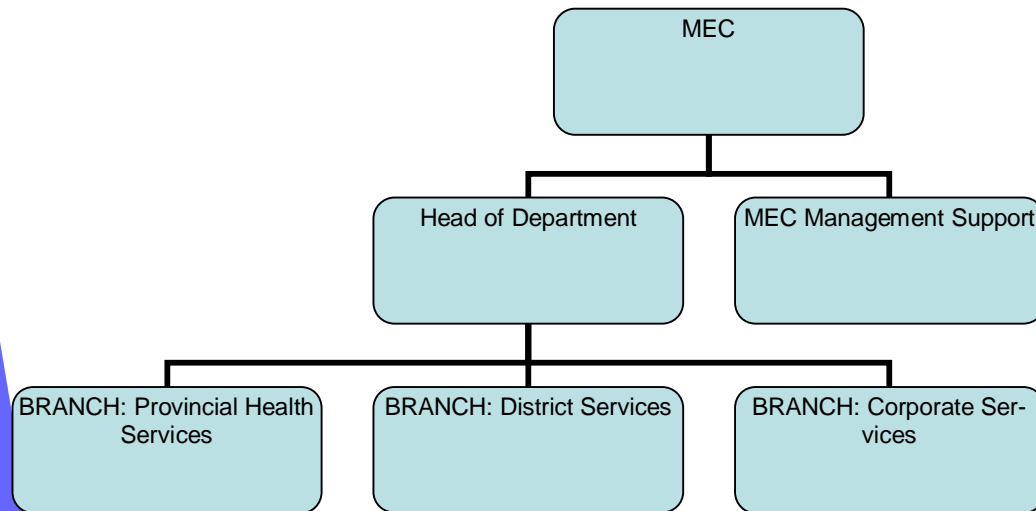 MEC
Head of Department
MEC Management Support
BRANCH: Provincial Health
Services
BRANCH: District Services
BRANCH: Corporate Ser-
vices